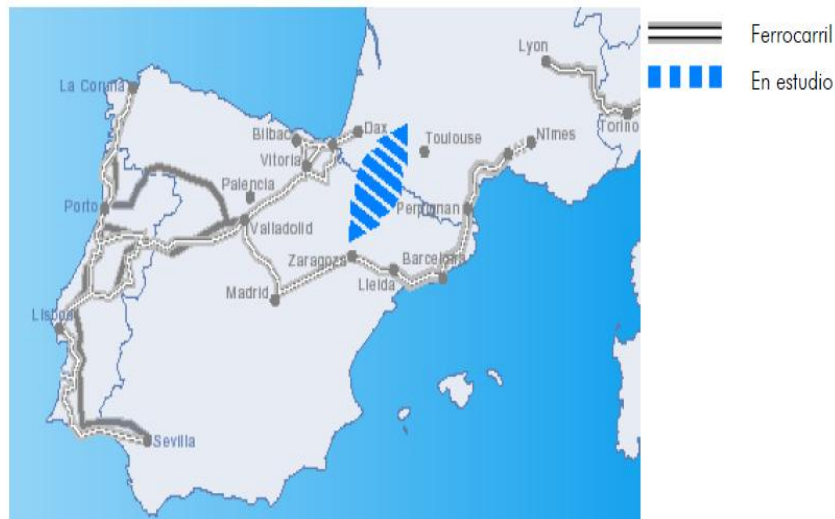 Ferrocarril
En estudio
Lyon
Torino
La Coruña
Bilbao
Dax
Toulouse
Nîmes
Vitoria
Palencia
Porto
Valladolid
Perpignan
Zaragoza
Barcelona
Lleida
Madrid
Lisboa
Sevilla